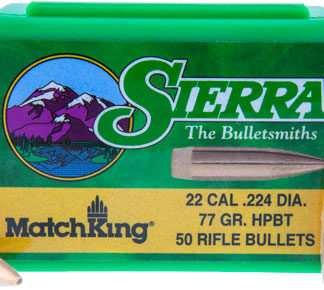 SIERRA
The Bulletsmiths
22 CAL .224 DIA.
77 GR. HPBT
50 RIFLE BULLETS
MatchKing®